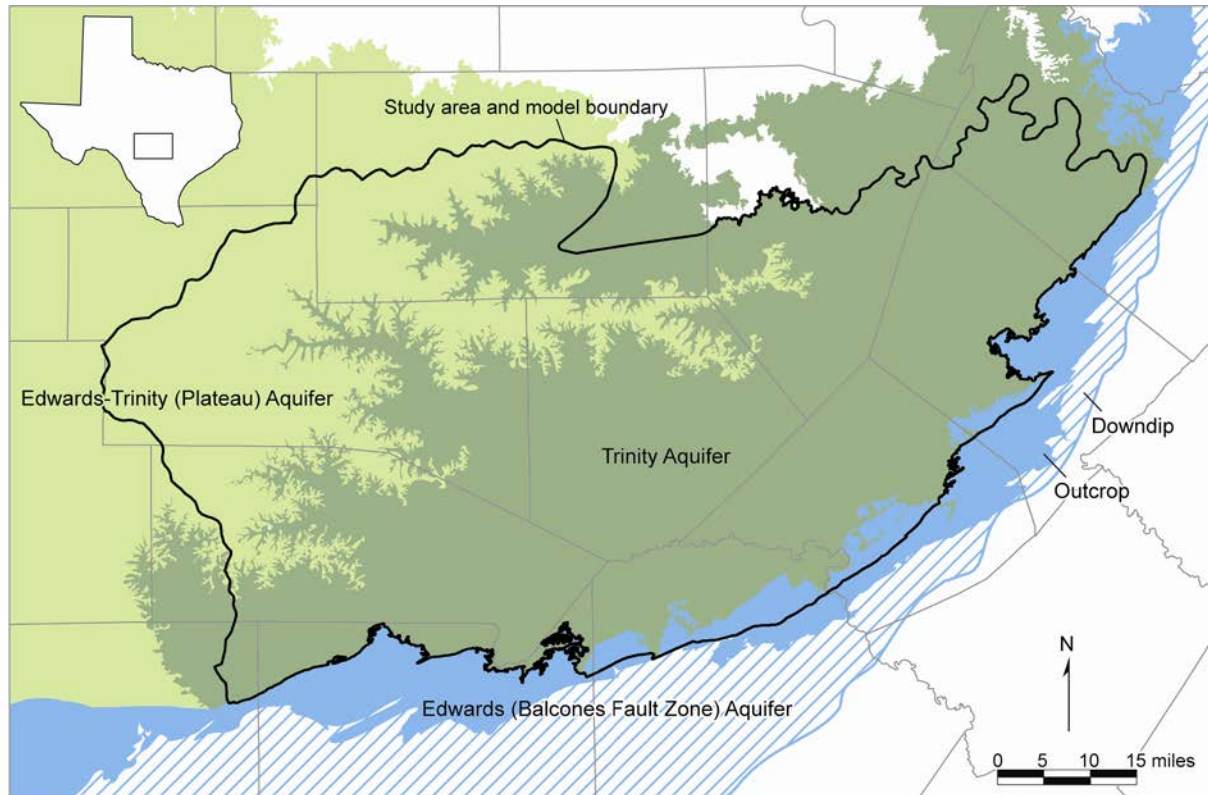 Study area and model boundary
Edwards-Trinity (Plateau) Aquifer
Downdip
Trinity Aquifer
Outcrop
N
Edwards (Balcones Fault Zone) Aquifer
0 5 10 15 miles